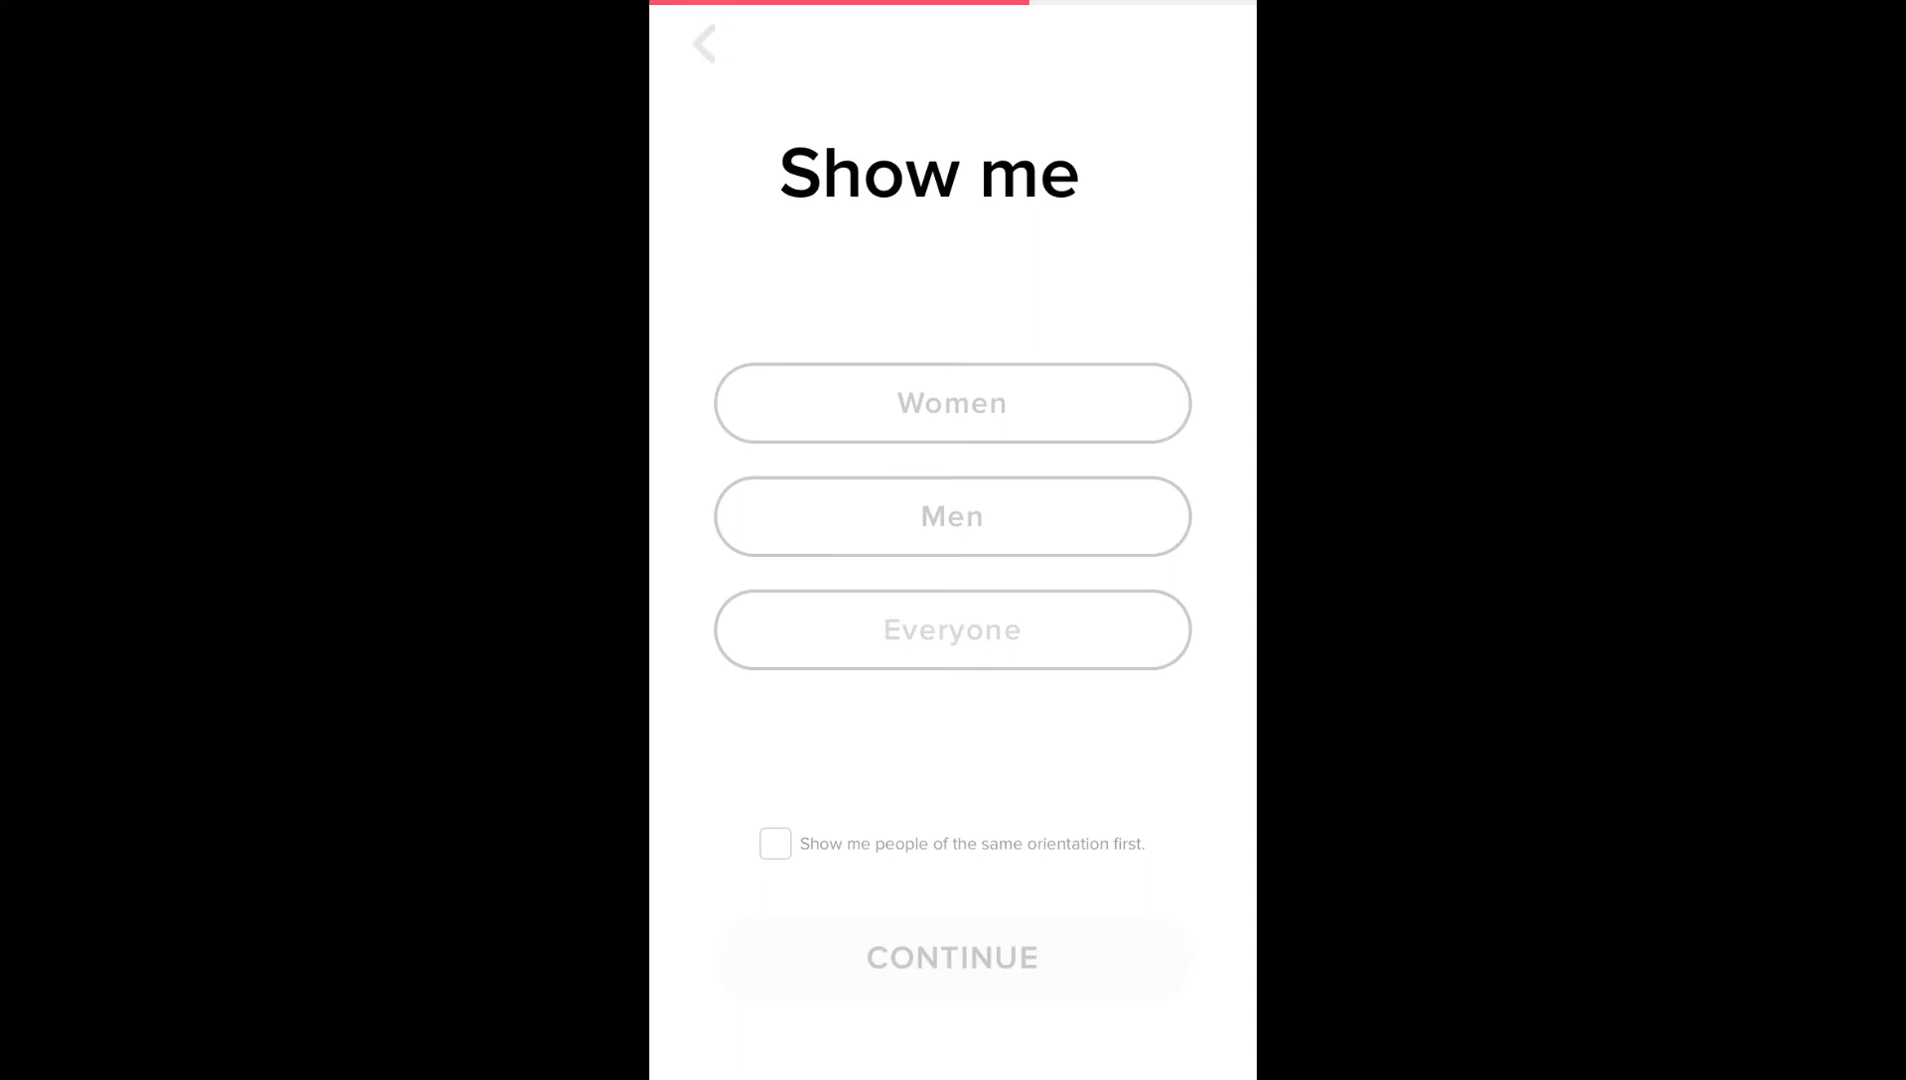 Show me
Women
Men
Everyone
Show me people of the same orientation first.
CONTINUE